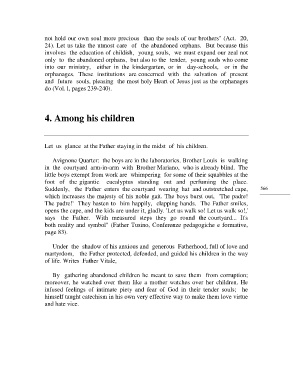 not hold our own soul more precious than the souls of our brothers" (Act. 20,
24). Let us take the utmost care of the abandoned orphans. But because this
involves the education of childish, young souls, we must expand our zeal not
only to the abandoned orphans, but also to the tender, young souls who come
into our ministry, either in the kindergarten, or in day-schools, or in the
orphanages. These institutions are concerned with the salvation of present
and future souls, pleasing the most holy Heart of Jesus just as the orphanages
do (Vol. I, pages 239-240).
4. Among his children
Let us glance at the Father staying in the midst of his children.
Avignone Quarter: the boys are in the laboratories, Brother Louis is walking
in the courtyard arm-in-arm with Brother Mariano, who is already blind. The
little boys exempt from work are whimpering for some of their squabbles at the
foot of the gigantic eucalyptus standing out and perfuming the place.
Suddenly, the Father enters the courtyard wearing hat and outstretched cape,
which increases the majesty of his noble gait. The boys burst out, "The padre!
The padre!" They hasten to him happily, clapping hands. The Father smiles,
opens the cape, and the kids are under it, gladly, 'Let us walk so! Let us walk so!,'
says the Father. With measured steps they go round the courtyard... It's
both reality and symbol" (Father Tusino, Conference pedagogiche e formative,
page 83).
Under the shadow of his anxious and generous Fatherhood, full of love and
martyrdom, the Father protected, defended, and guided his children in the way
of life. Writes Father Vitale,
By gathering abandoned children he meant to save them from corruption;
moreover, he watched over them like a mother watches over her children. He
infused feelings of intimate piety and fear of God in their tender souls; he
himself taught catechism in his own very effective way to make them love virtue
and hate vice.